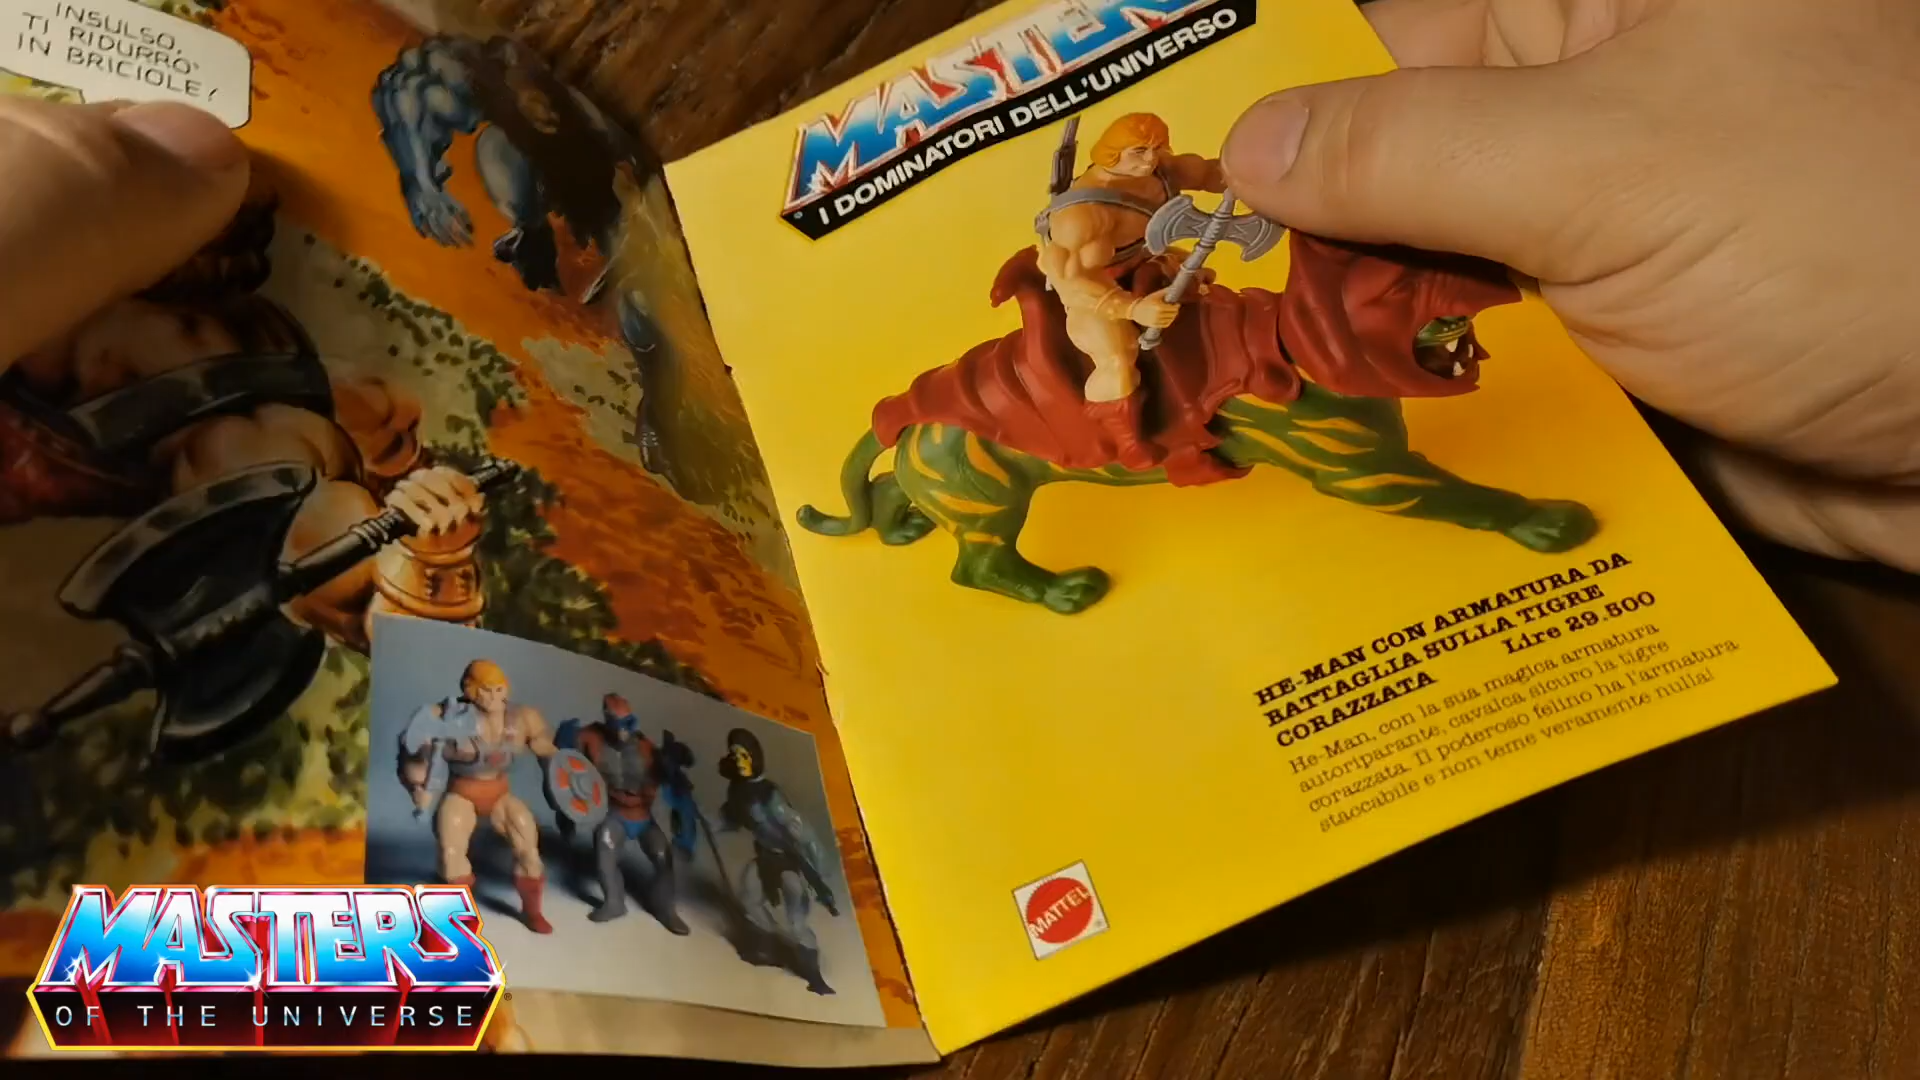 INSULSO,
TI RIDURRO'
IN BRICIOLE!
MASTERS
I DOMINATORI DELL'UNIVERSO
HE-MAN CON ARMATURA DA
BATTAGLIA SULLA TIGRE
CORAZZATA Lire 29.500
He-Man, con la sua magica armatura
autoriparante, cavalca sicuro la tigre
corazzata. Il poderoso felino ha l'armatura
staccabile e non teme veramente nulla!
MATTEL
MASTERS
OF THE UNIVERSE